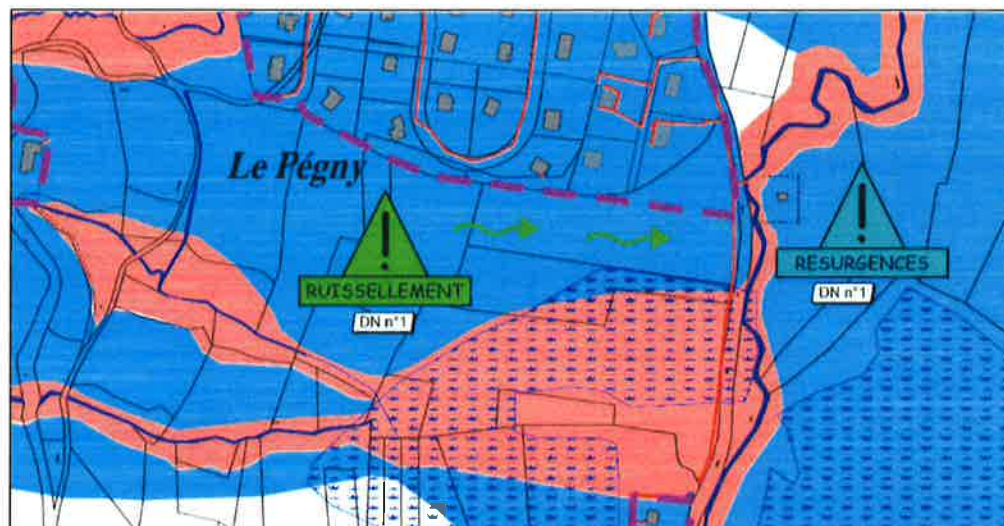 Le Pégny
!
RUISSELLEMENT
DN n°1
!
RESURGENCES
DN n°1